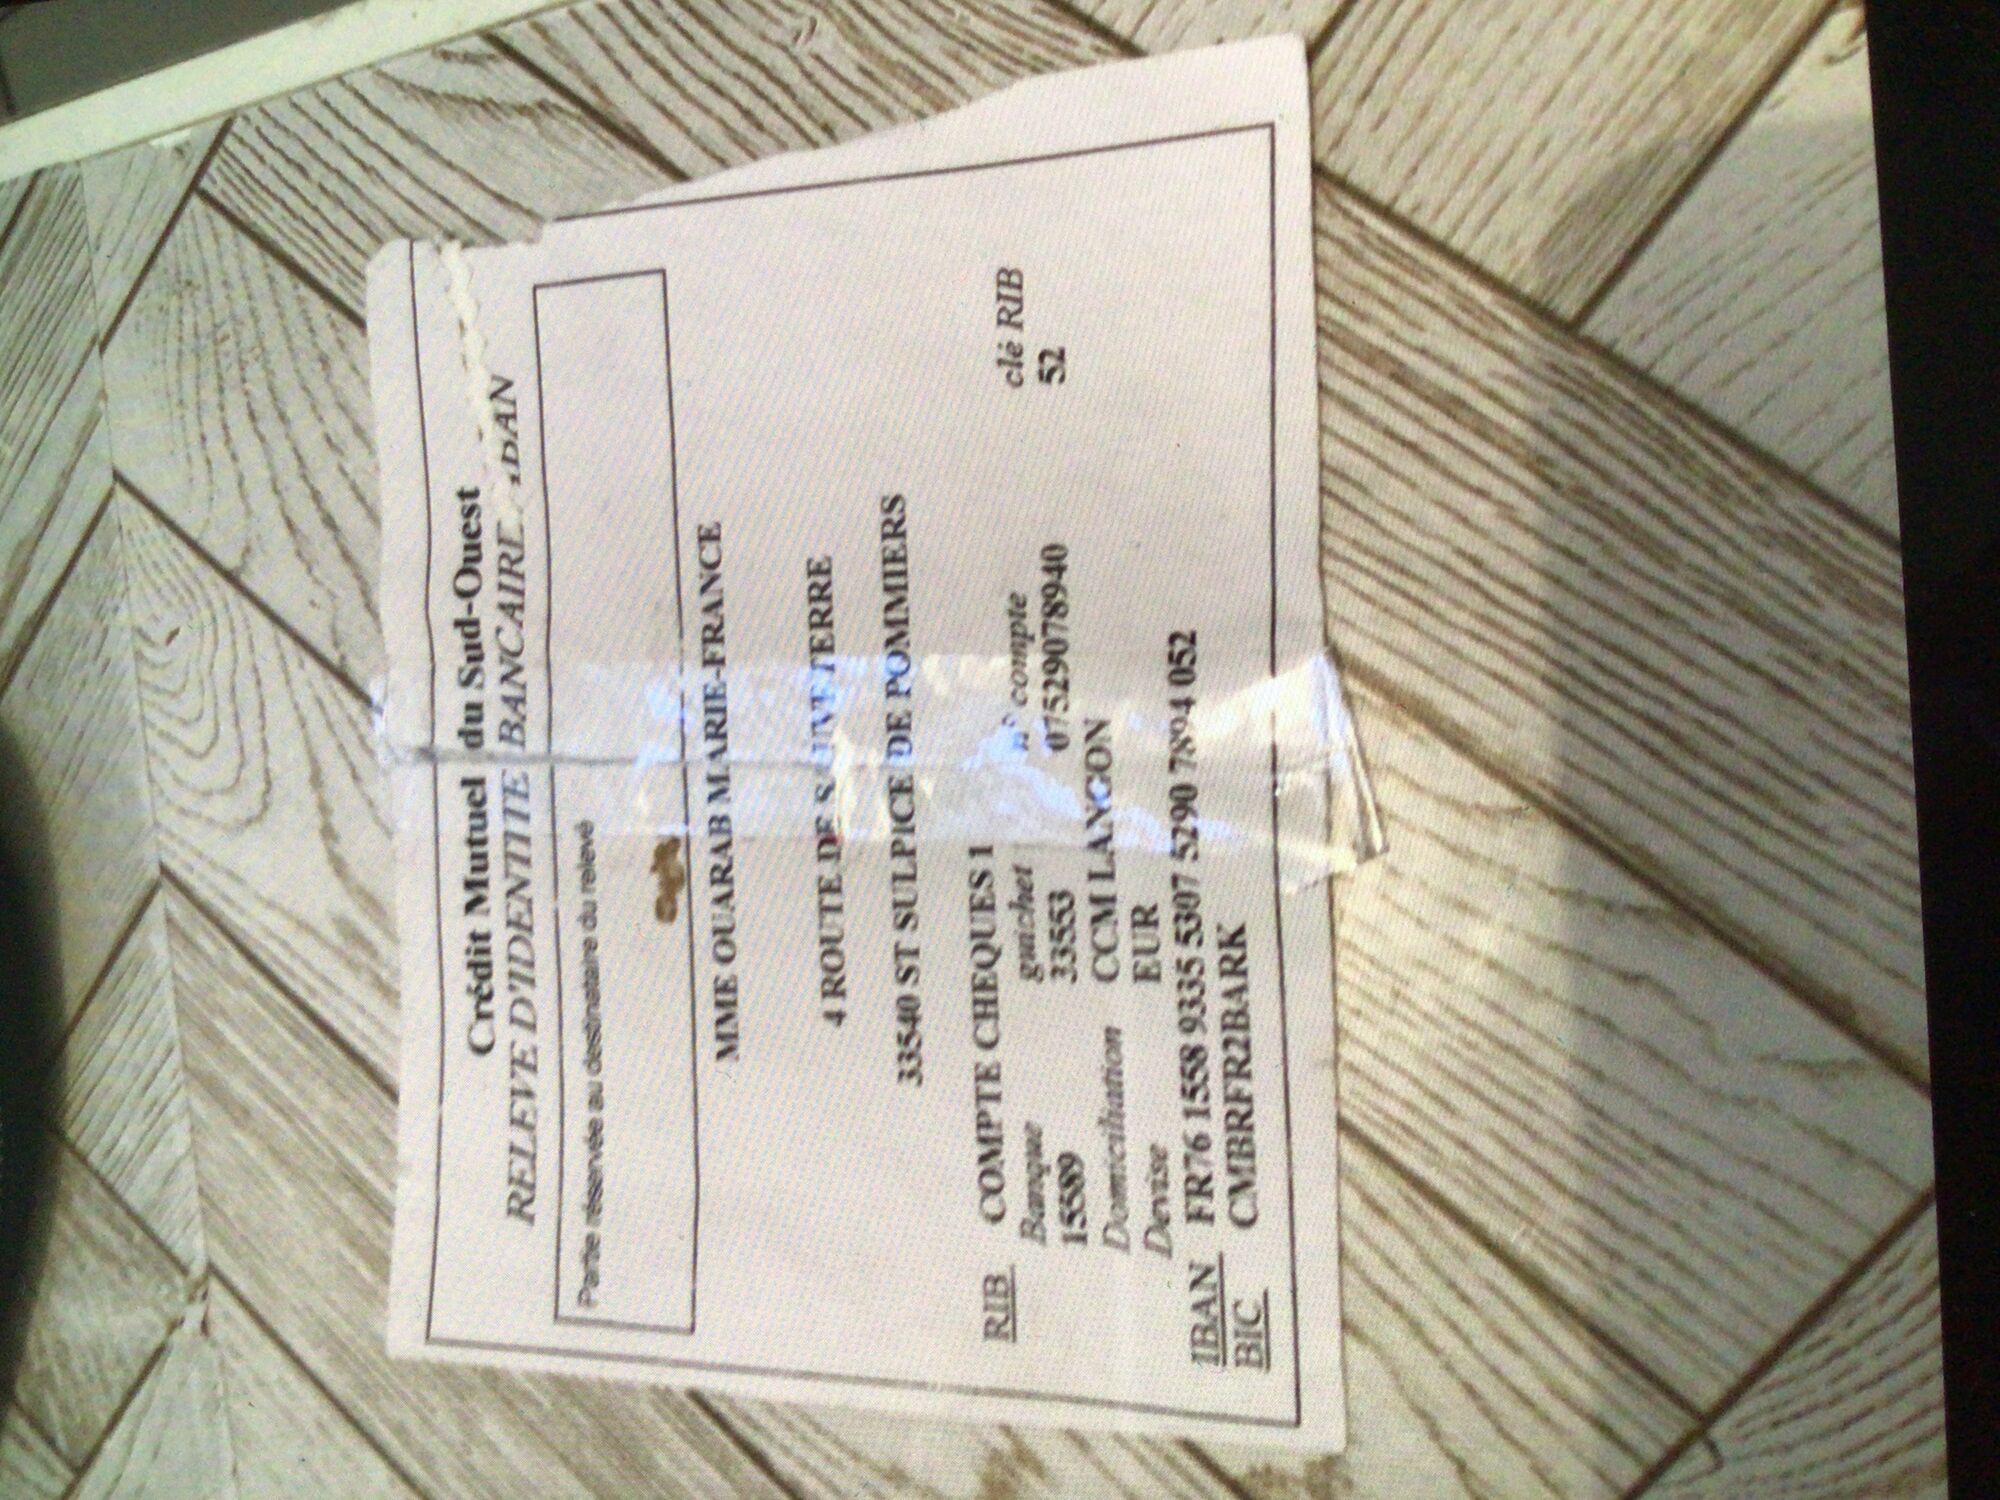 Crédit Mutuel du Sud-Ouest
RELEVE D'IDENTITE BANCAIRE / IBAN
Partie réservée au destinataire du relevé
MME OUARAB MARIE-FRANCE
4 ROUTE DE SAUVETERRE
33540 ST SULPICE DE POMMIERS
RIB COMPTE CHEQUES 1
Banque guichet n° compte clé RIB
15589 33553 07529078940 52
Domiciliation CCM LANGON
Devise EUR
IBAN FR76 1558 9335 5307 5290 7894 052
BIC CMBRFR2BARK